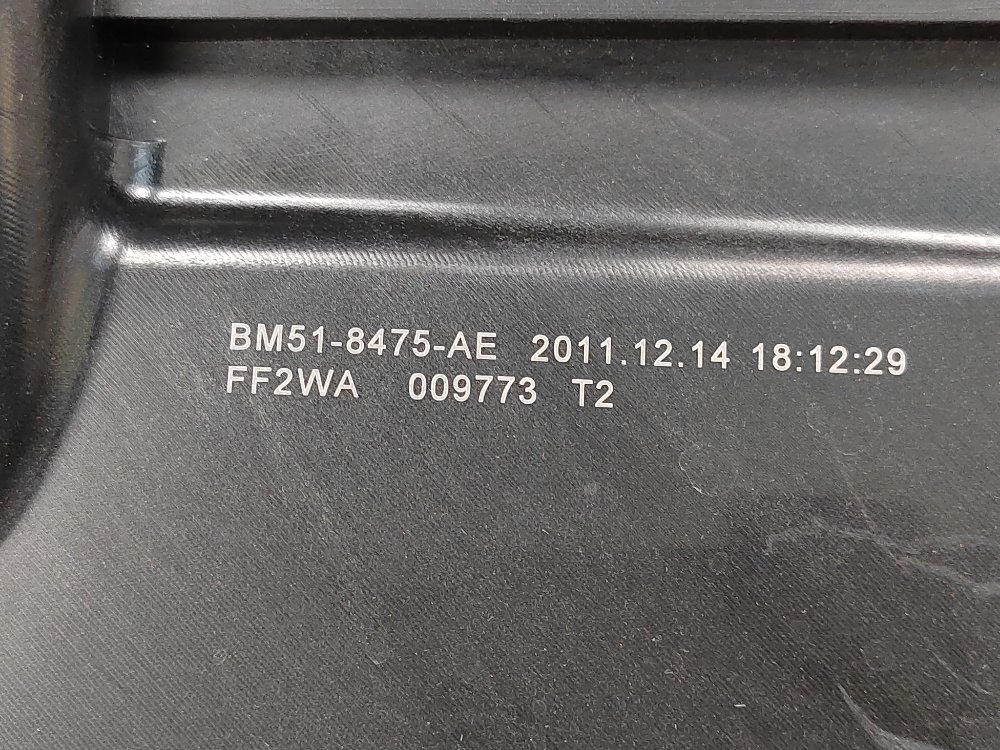 BM51-8475-AE 2011.12.14 18:12:29
FF2WA 009773 T2